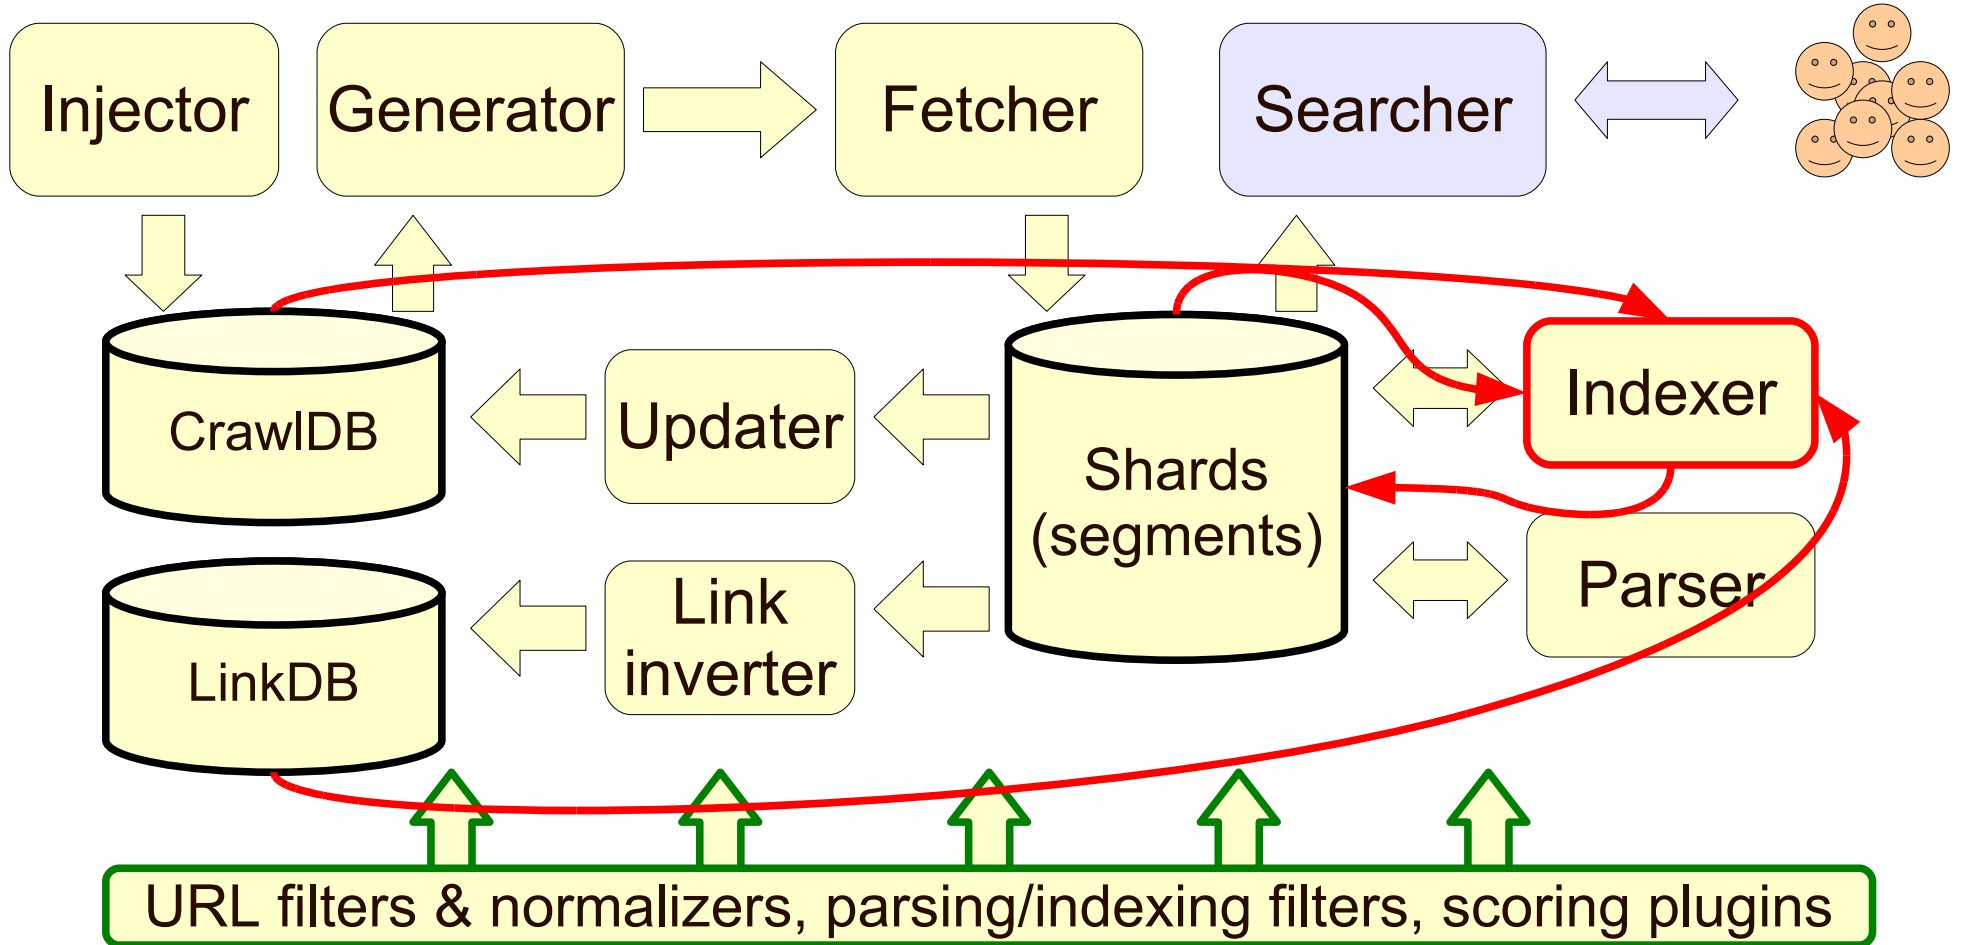 Injector
Generator
Fetcher
Searcher
CrawlDB
Updater
Shards
(segments)
Indexer
LinkDB
Link
inverter
Parser
URL filters & normalizers, parsing/indexing filters, scoring plugins